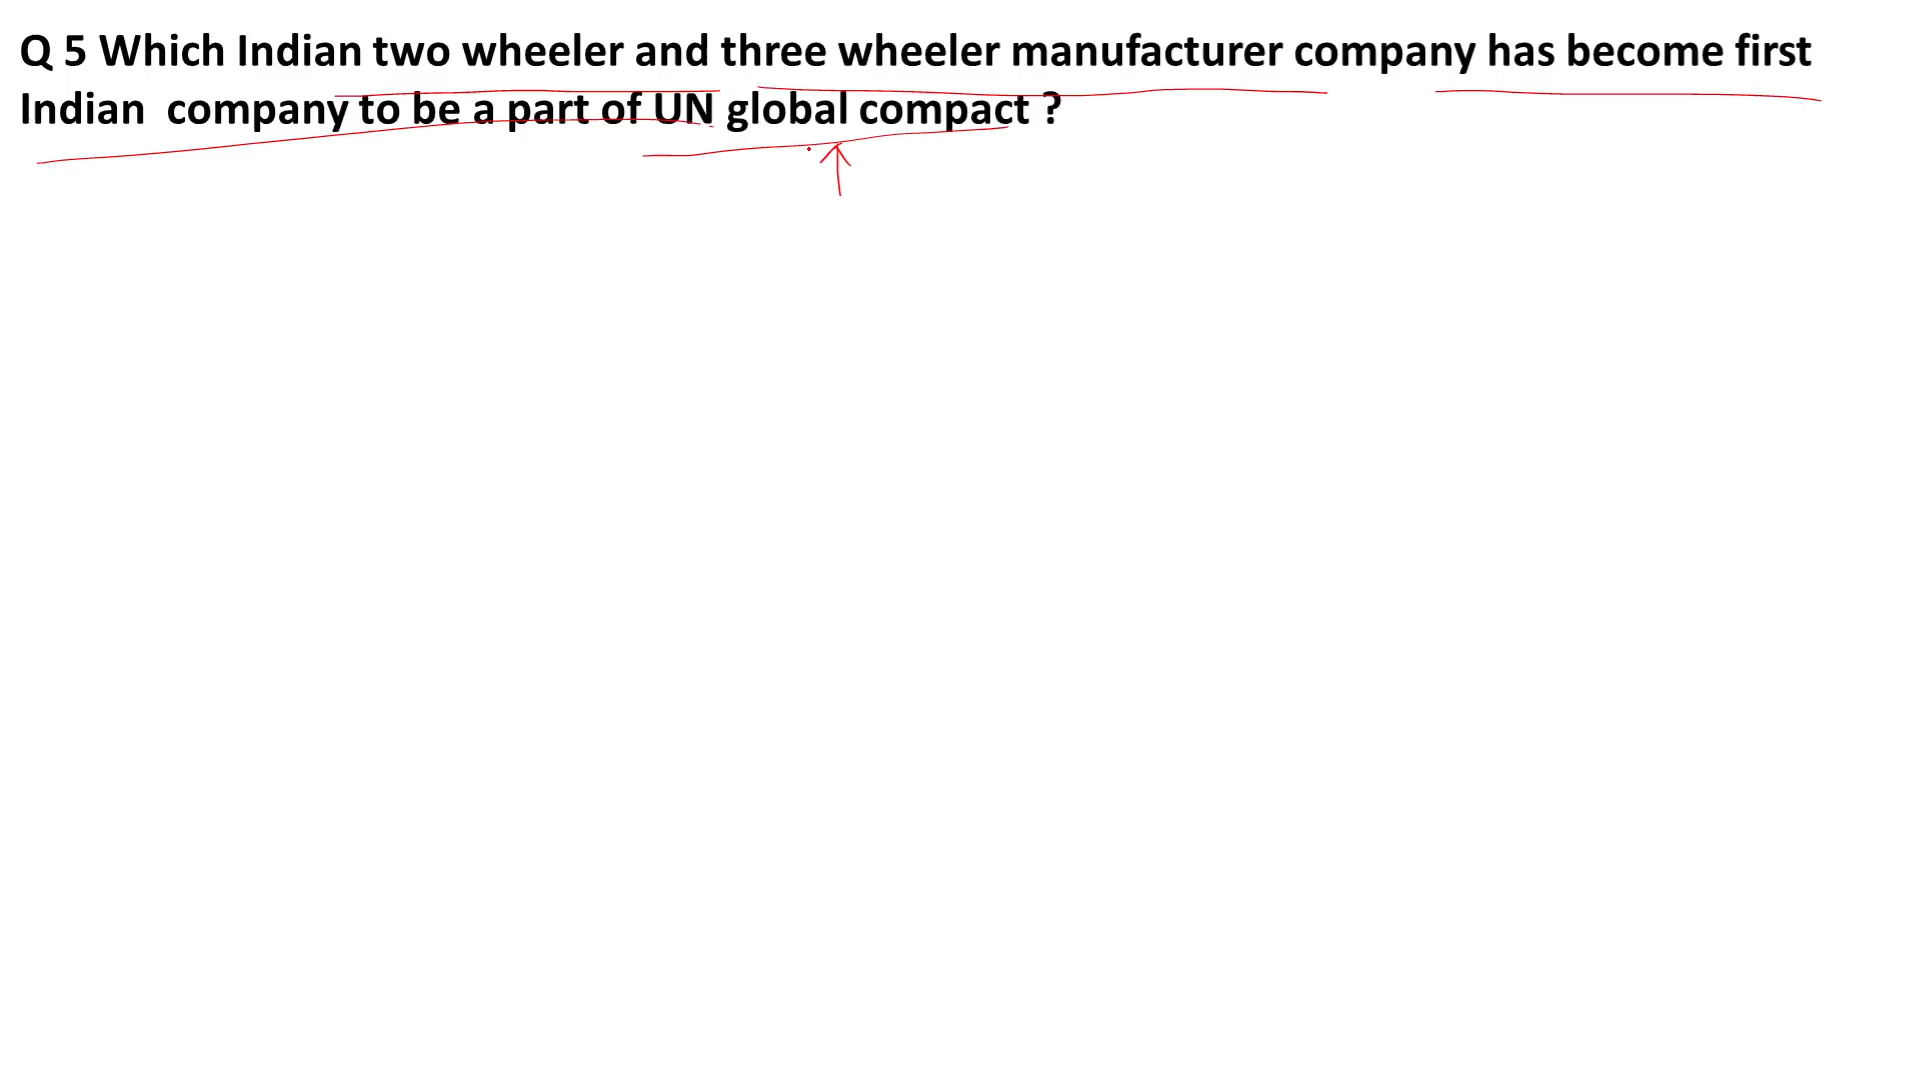 Q 5 Which Indian two wheeler and three wheeler manufacturer company has become first
Indian  company to be a part of UN global compact ?